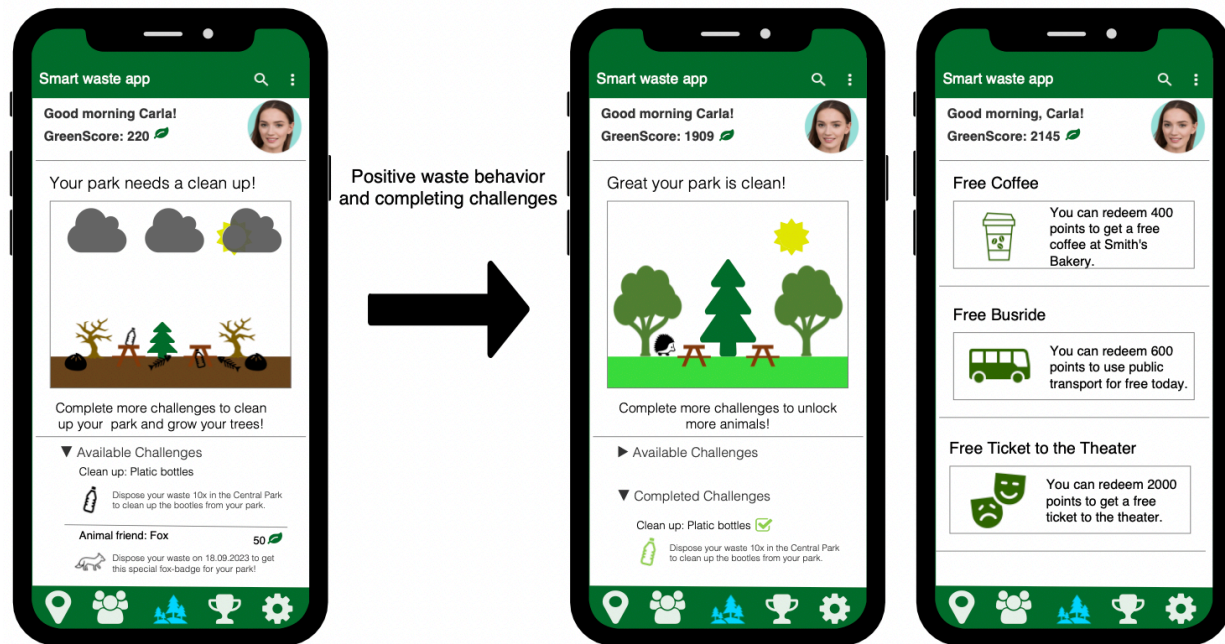 Smart waste app
Good morning Carla!
GreenScore: 220
Your park needs a clean up!
Complete more challenges to clean
up your park and grow your trees!
▼ Available Challenges
Clean up: Platic bottles
Dispose your waste 10x in the Central Park
to clean up the bootles from your park.
Animal friend: Fox
50
Dispose your waste on 18.09.2023 to get
this special fox-badge for your park!
Positive waste behavior
and completing challenges
Smart waste app
Good morning Carla!
GreenScore: 1909
Great your park is clean!
Complete more challenges to unlock
more animals!
▶ Available Challenges
▼ Completed Challenges
Clean up: Platic bottles
Dispose your waste 10x in the Central Park
to clean up the bootles from your park.
Smart waste app
Good morning, Carla!
GreenScore: 2145
Free Coffee
You can redeem 400
points to get a free
coffee at Smith's
Bakery.
Free Busride
You can redeem 600
points to use public
transport for free today.
Free Ticket to the Theater
You can redeem 2000
points to get a free
ticket to the theater.